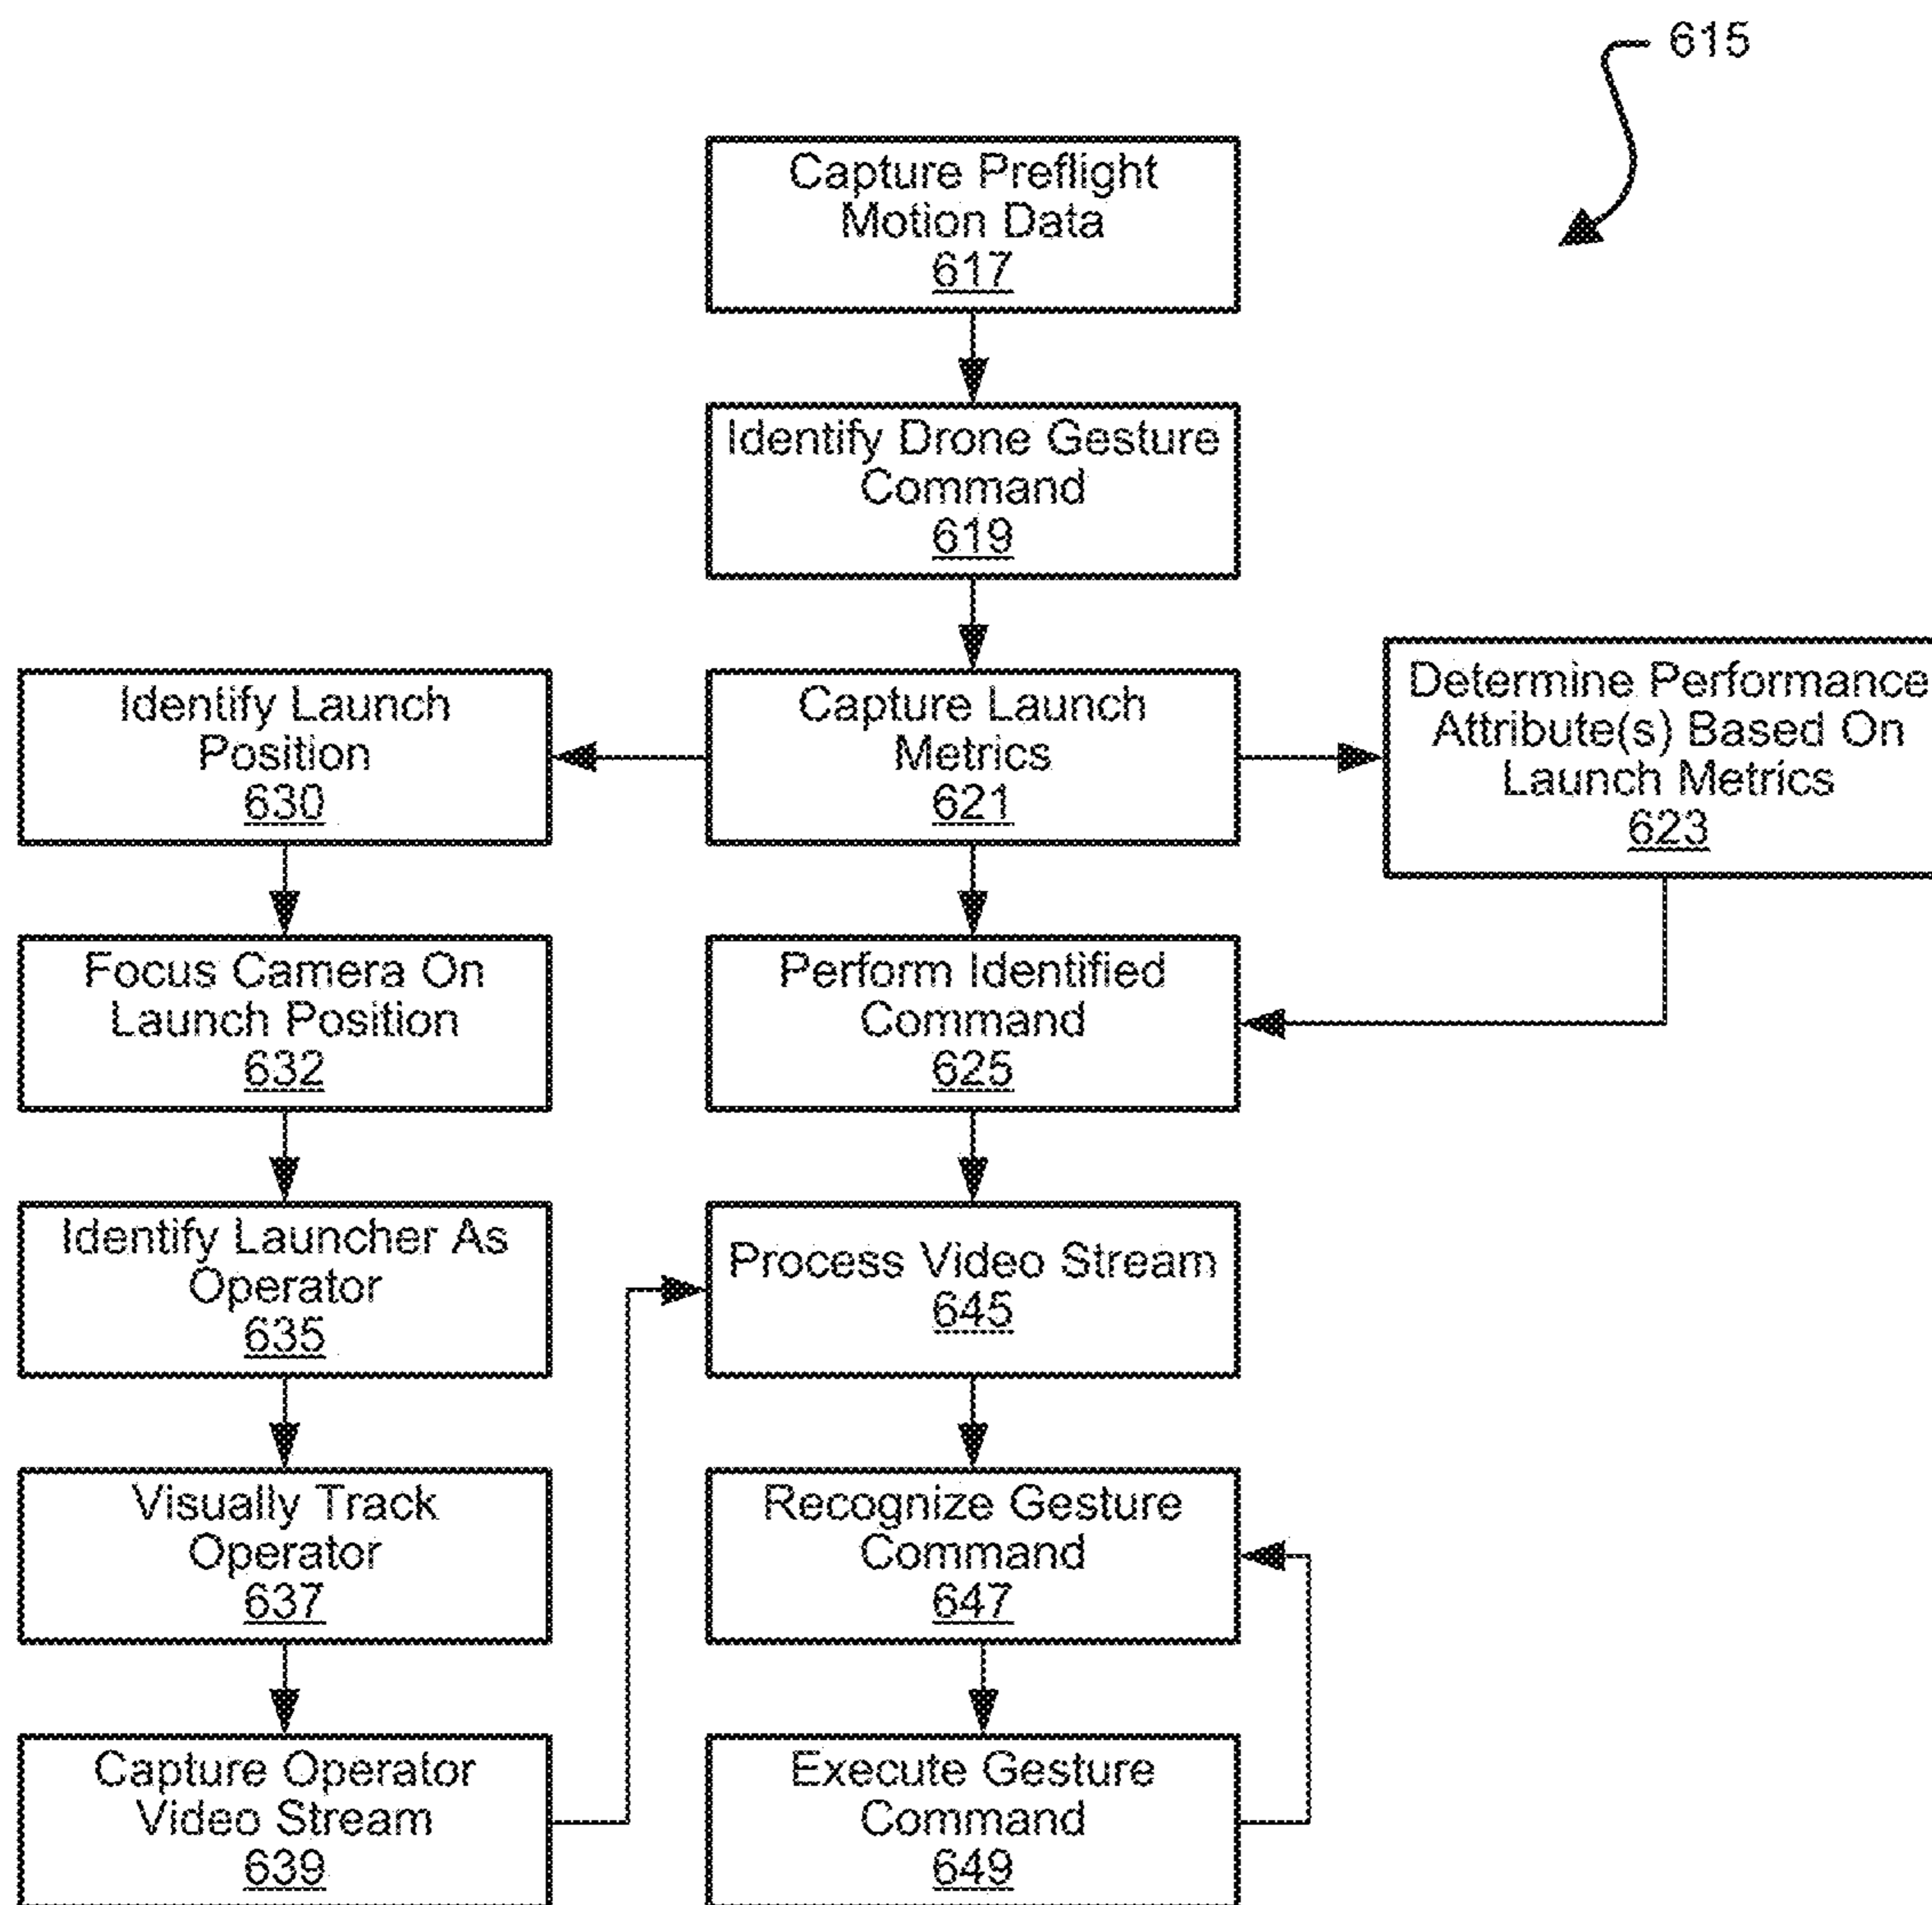 615
Capture Preflight
Motion Data
617
Identify Drone Gesture
Command
619
Identify Launch
Position
630
Capture Launch
Metrics
621
Determine Performance
Attribute(s) Based On
Launch Metrics
623
Focus Camera On
Launch Position
632
Perform Identified
Command
625
Identify Launcher As
Operator
635
Process Video Stream
645
Visually Track
Operator
637
Recognize Gesture
Command
647
Capture Operator
Video Stream
639
Execute Gesture
Command
649